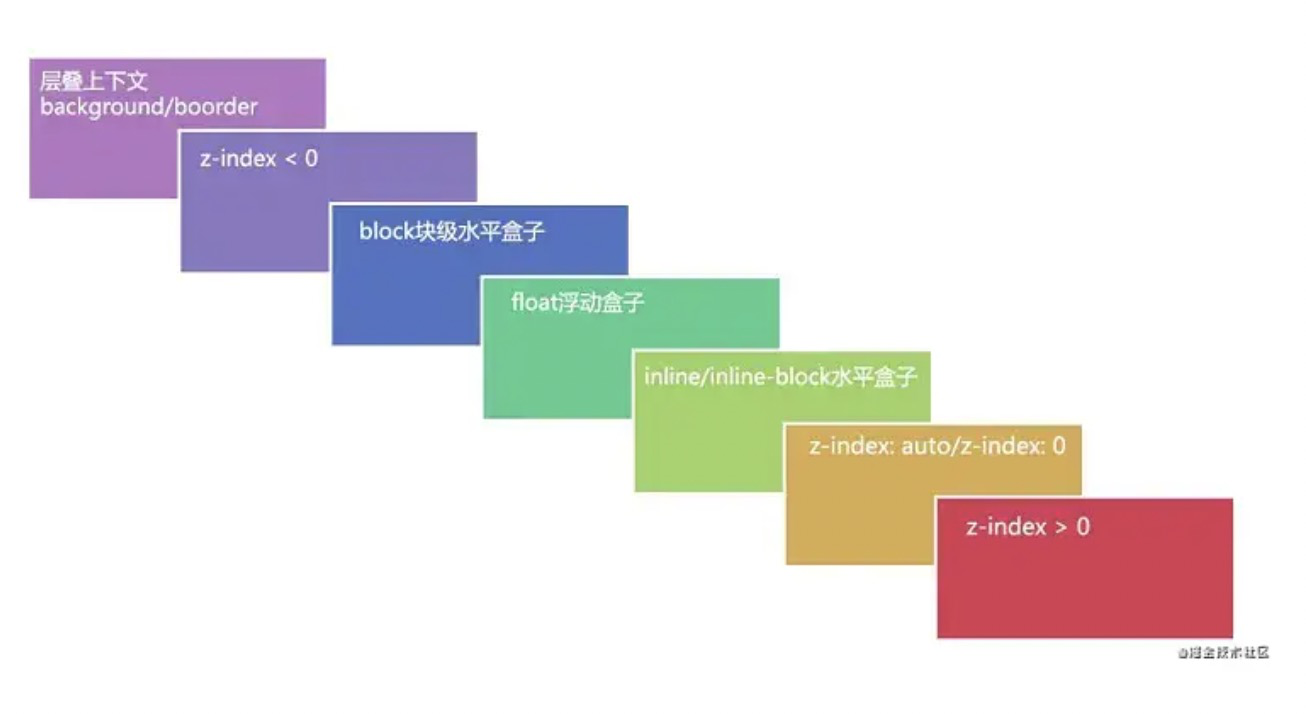 层叠上下文
background/boorder
z-index < 0
block块级水平盒子
float浮动盒子
inline/inline-block水平盒子
z-index: auto/z-index: 0
z-index > 0
@掘金技术社区